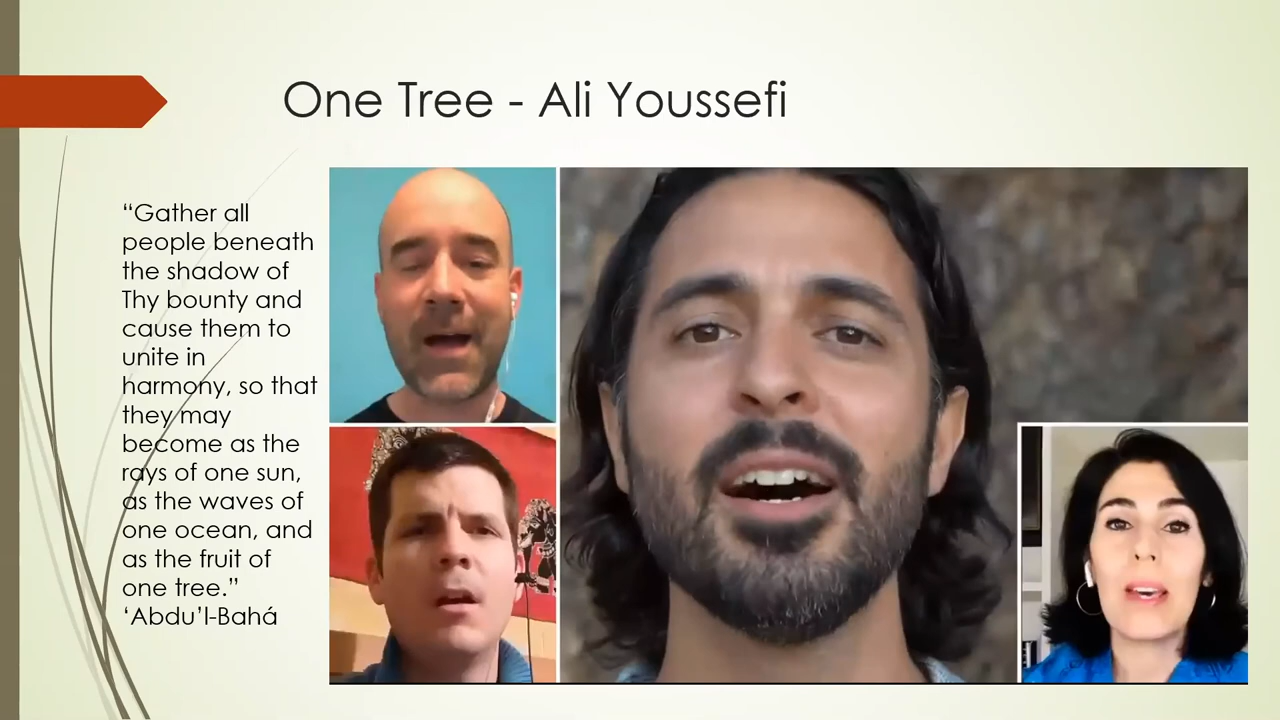 One Tree - Ali Youssefi
“Gather all
people beneath
the shadow of
Thy bounty and
cause them to
unite in
harmony, so that
they may
become as the
rays of one sun,
as the waves of
one ocean, and
as the fruit of
one tree.”
‘Abdu’l-Bahá